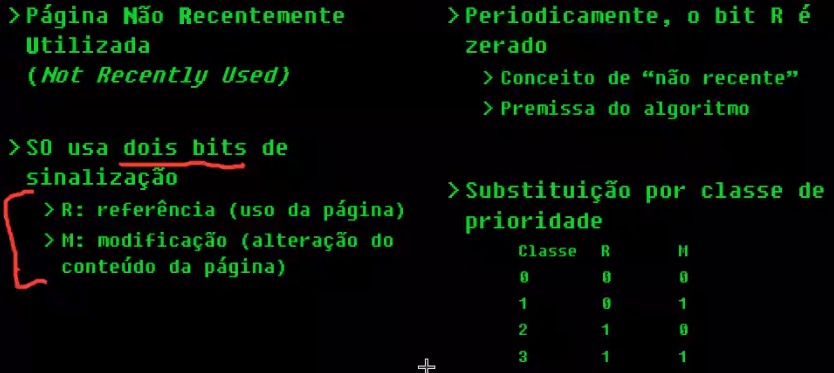 >Página Não Recentemente
Utilizada
(Not Recently Used)
>SO usa dois bits de
sinalização
>R: referência (uso da página)
>M: modificação (alteração do
conteúdo da página)
>Periodicamente, o bit R é
zerado
>Conceito de “não recente”
>Premissa do algoritmo
>Substituição por classe de
prioridade
Classe R M
0 0 0
1 0 1
2 1 0
3 1 1